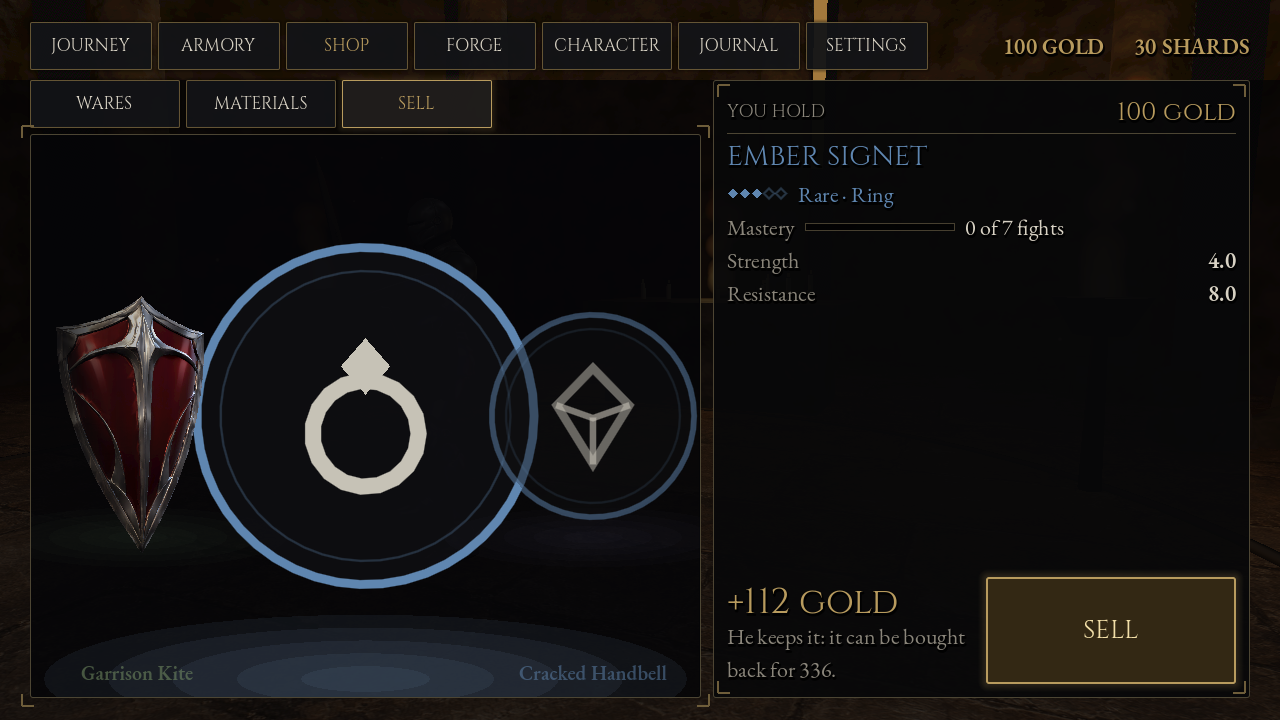 JOURNEY
ARMORY
SHOP
FORGE
CHARACTER
JOURNAL
SETTINGS
100 GOLD
30 SHARDS
WARES
MATERIALS
SELL
YOU HOLD
100 GOLD
EMBER SIGNET
Rare · Ring
Mastery
0 of 7 fights
Strength
4.0
Resistance
8.0
Garrison Kite
Cracked Handbell
+112 GOLD
He keeps it: it can be bought
back for 336.
SELL